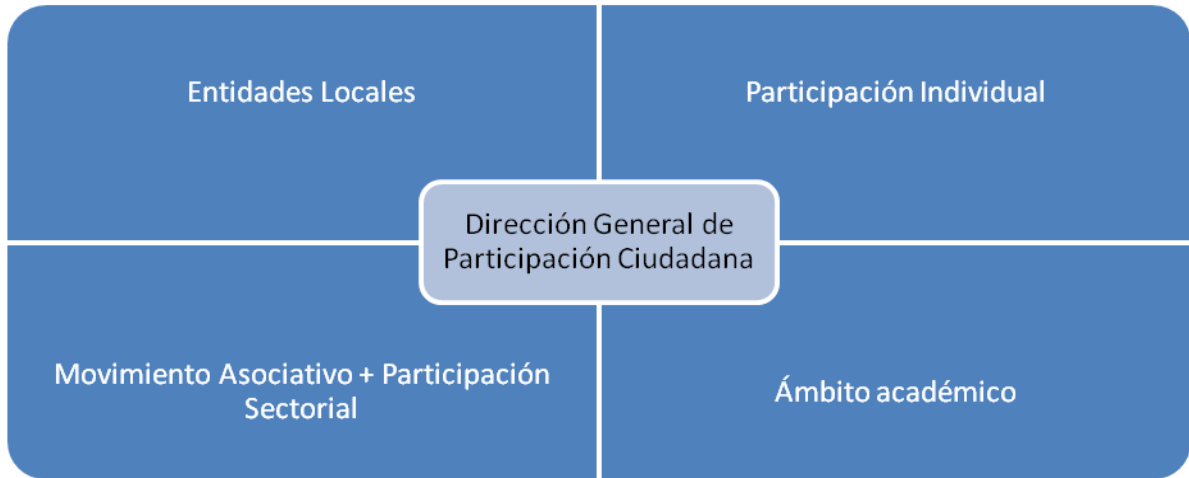 Entidades Locales
Participación Individual
Dirección General de
Participación Ciudadana
Movimiento Asociativo + Participación
Sectorial
Ámbito académico